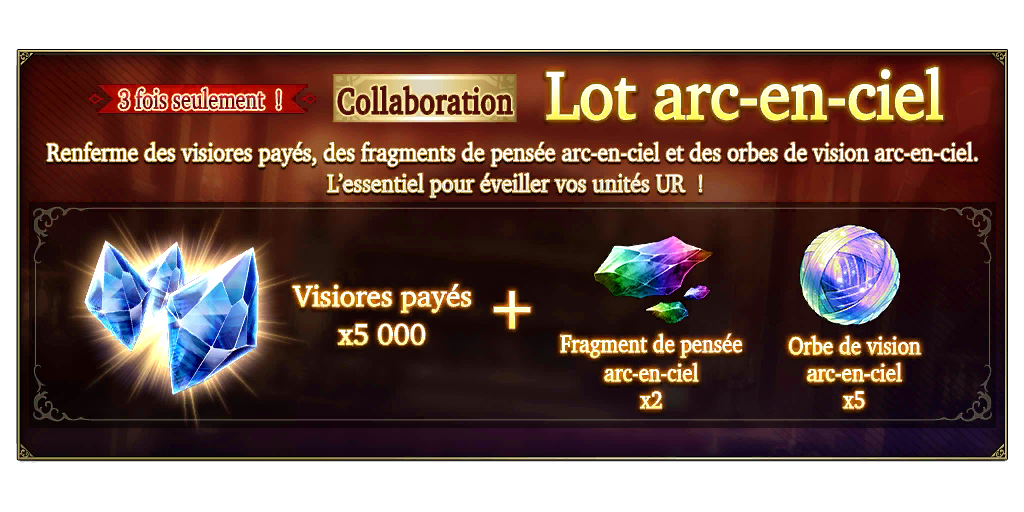 3 fois seulement !
Collaboration
Lot arc-en-ciel
Renferme des visiores payés, des fragments de pensée arc-en-ciel et des orbes de vision arc-en-ciel.
L'essentiel pour éveiller vos unités UR !
Visiores payés
x5 000
+
Fragment de pensée
arc-en-ciel
x2
Orbe de vision
arc-en-ciel
x5